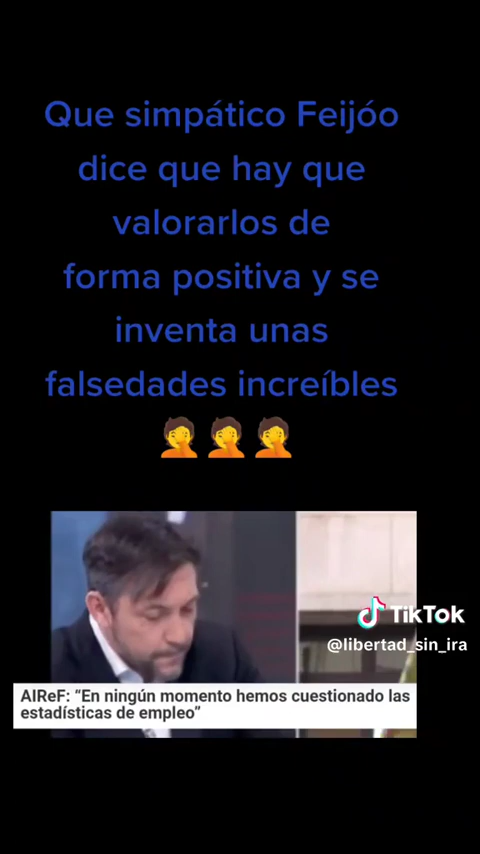 Que simpático Feijóo
dice que hay que
valorarlos de
forma positiva y se
inventa unas
falsedades increíbles
🤦🤦🤦
TikTok
@libertad_sin_ira
AIReF: “En ningún momento hemos cuestionado las
estadísticas de empleo”